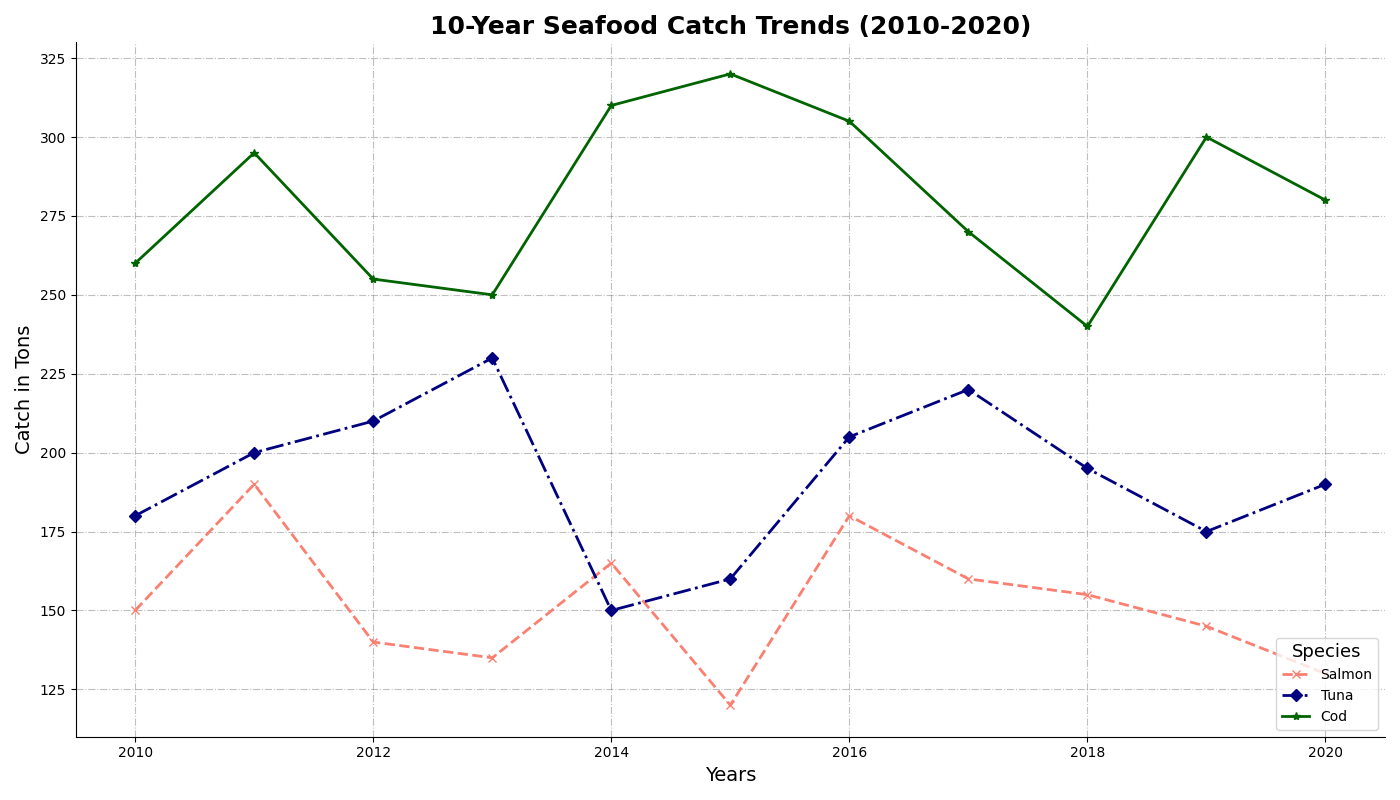 10-Year Seafood Catch Trends (2010-2020)
325
300
275
250
225
200
175
150
125
Catch in Tons
2010 2012 2014 2016 2018 2020
Years
Species
Salmon
Tuna
Cod